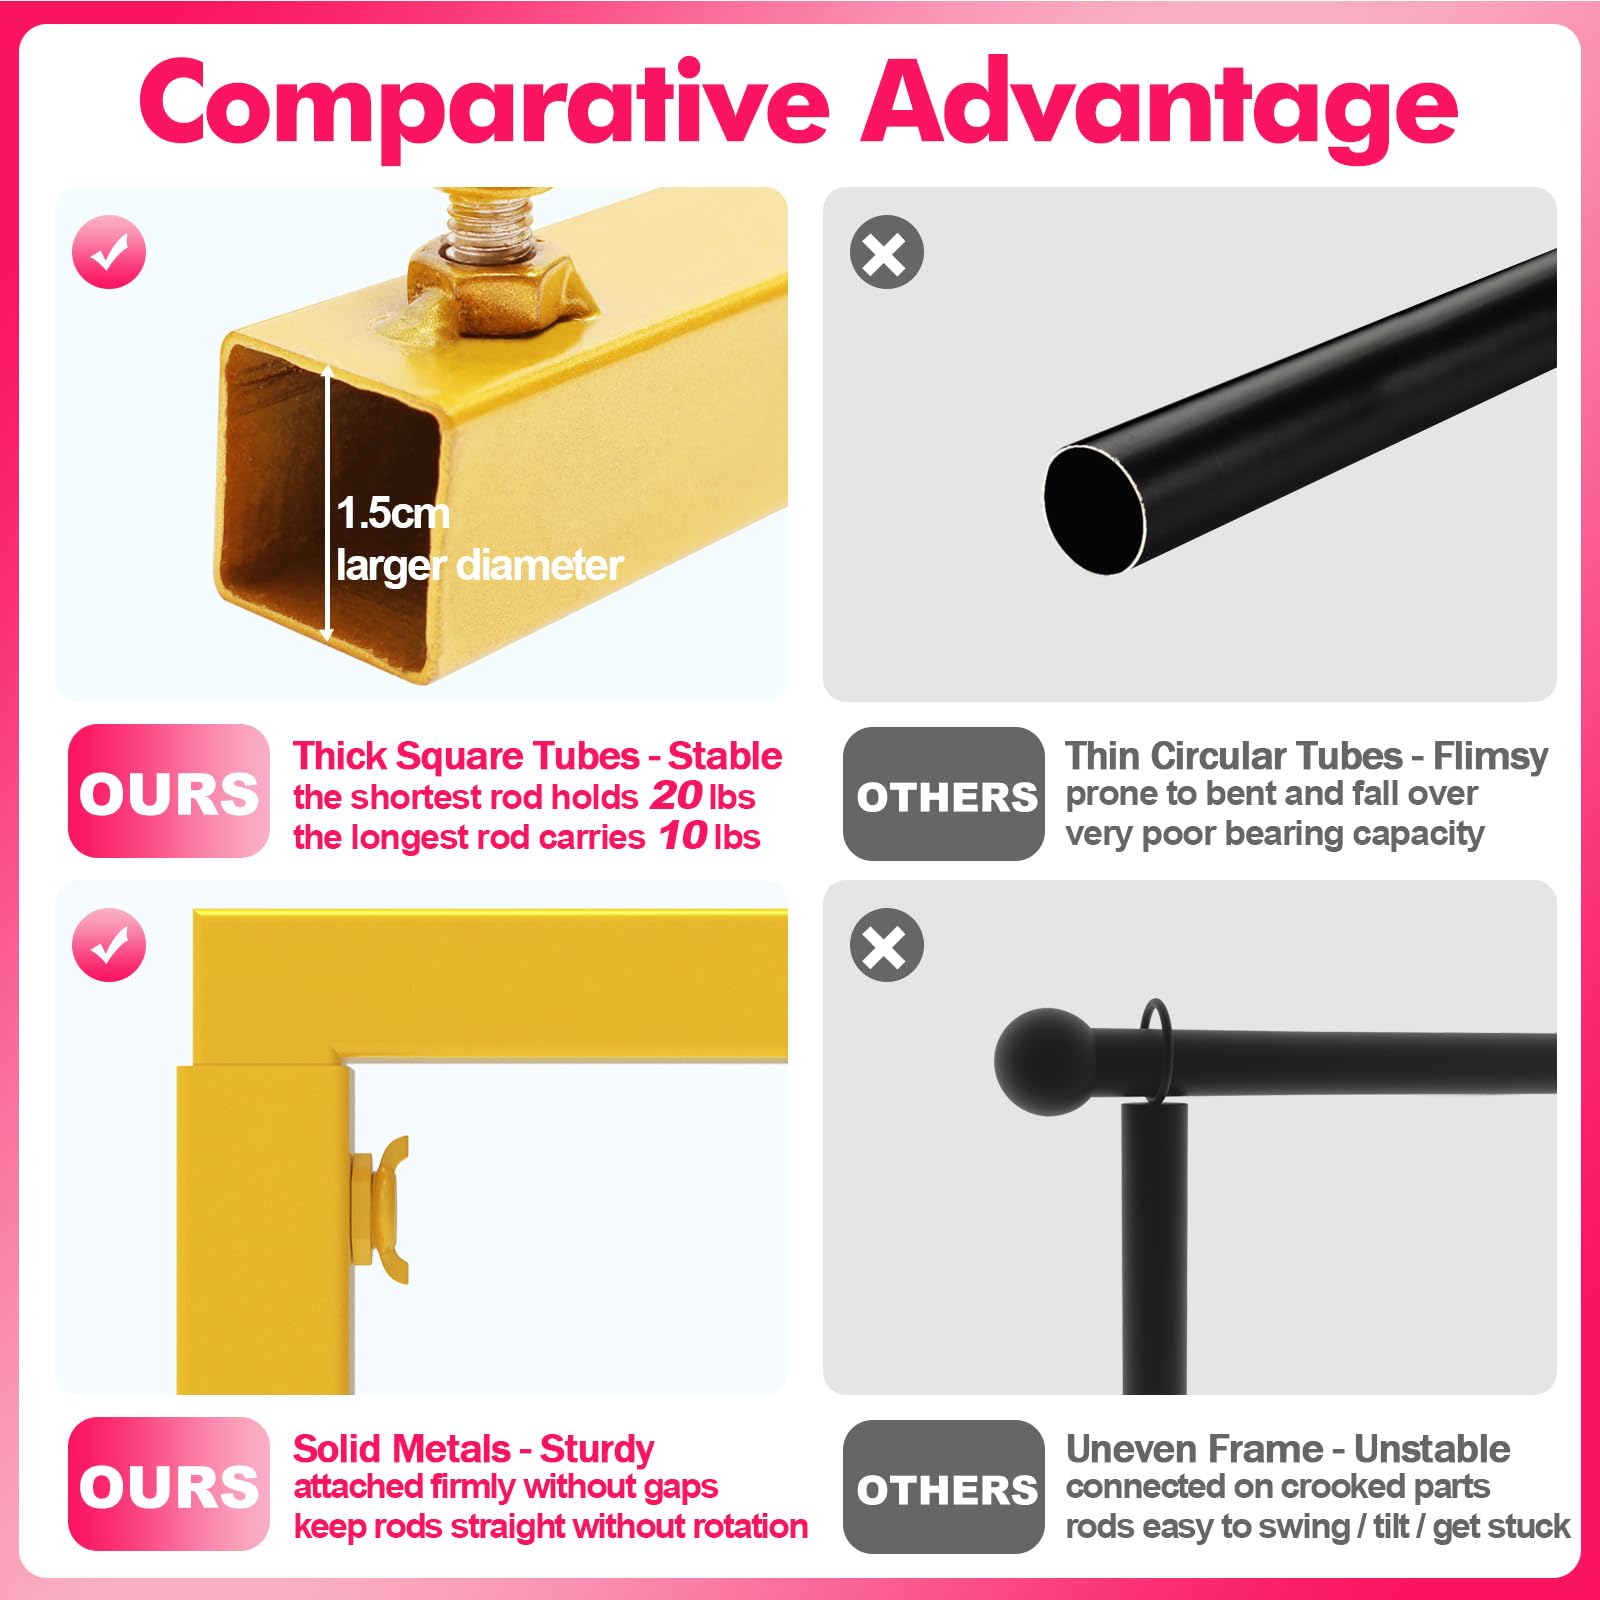 Comparative Advantage
1.5cm
larger diameter
OURS
Thick Square Tubes - Stable
the shortest rod holds 20 lbs
the longest rod carries 10 lbs
OTHERS
Thin Circular Tubes - Flimsy
prone to bent and fall over
very poor bearing capacity
OURS
Solid Metals - Sturdy
attached firmly without gaps
keep rods straight without rotation
OTHERS
Uneven Frame - Unstable
connected on crooked parts
rods easy to swing / tilt / get stuck